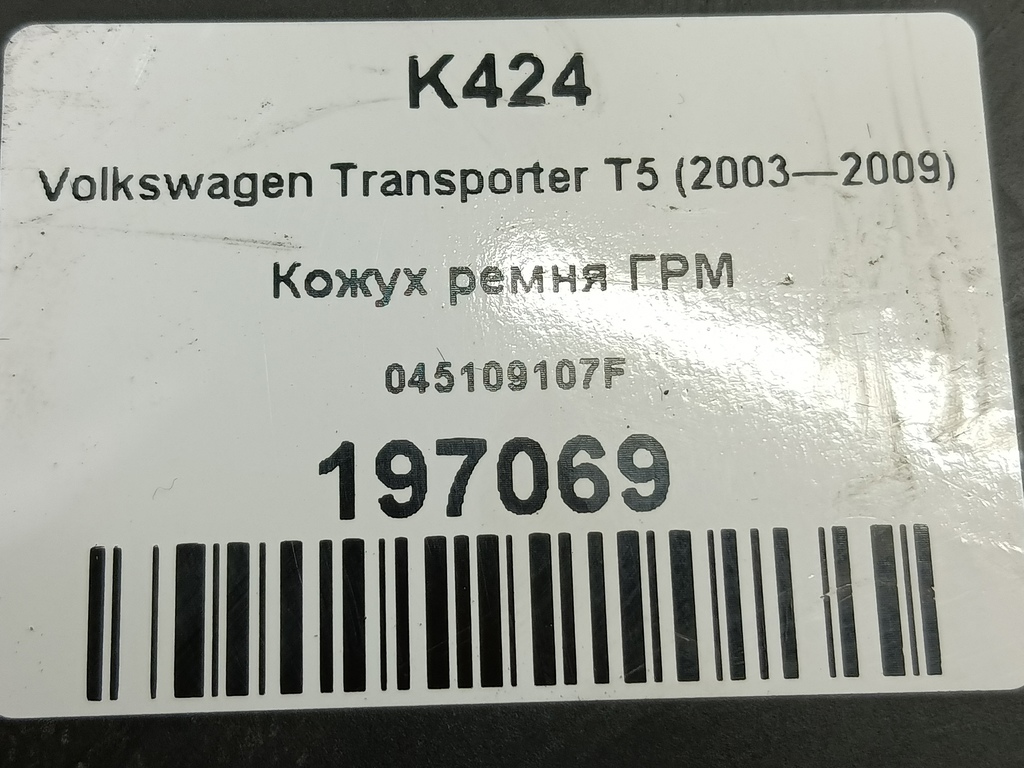 K424
Volkswagen Transporter T5 (2003—2009)
Кожух ремня ГРМ
045109107F
197069